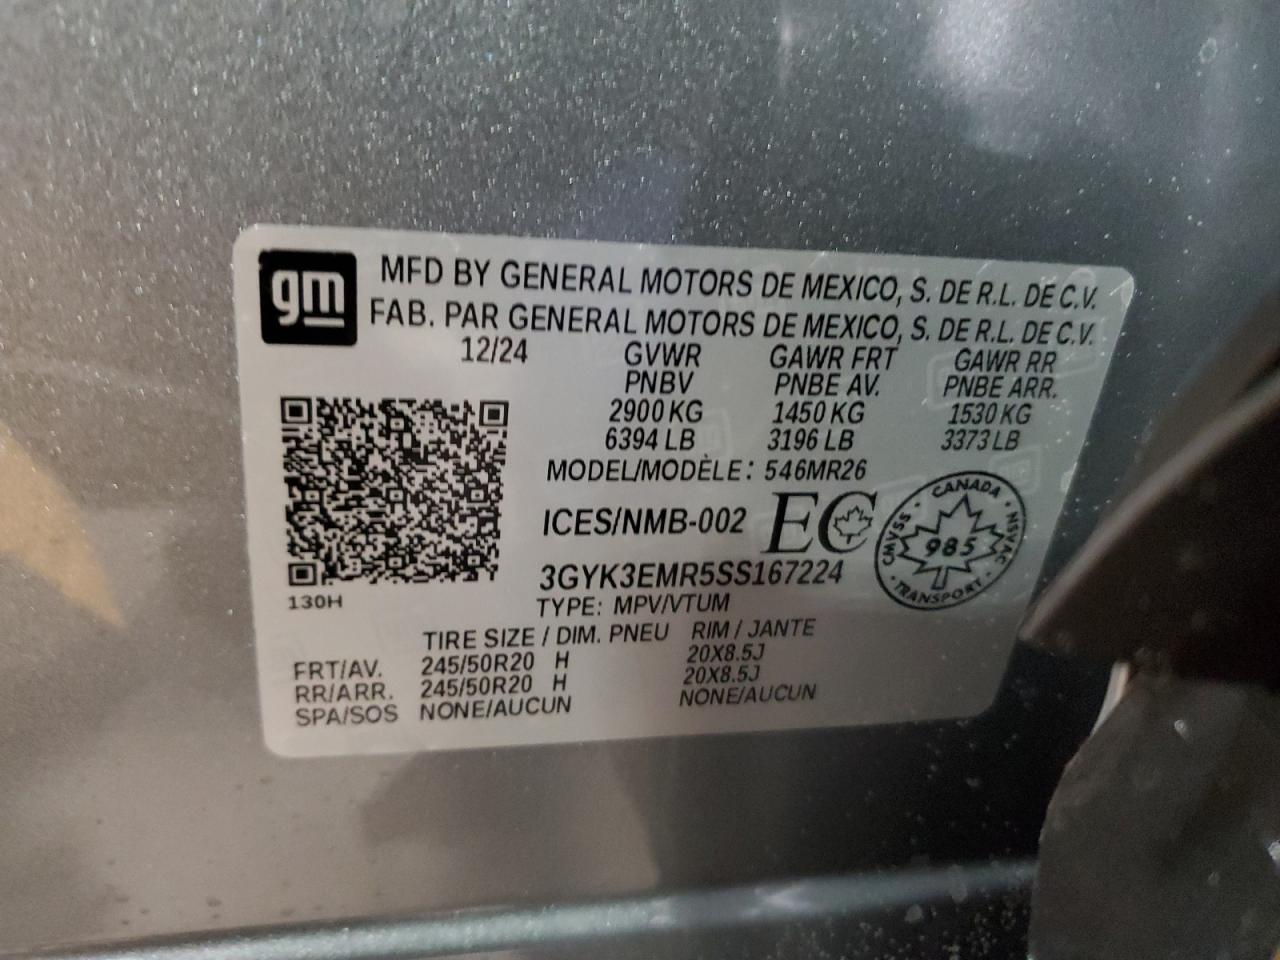 gm
MFD BY GENERAL MOTORS DE MEXICO, S. DE R.L. DE C.V.
FAB. PAR GENERAL MOTORS DE MEXICO, S. DE R.L. DE C.V.
12/24 GVWR GAWR FRT GAWR RR
PNBV PNBE AV. PNBE ARR.
2900 KG 1450 KG 1530 KG
6394 LB 3196 LB 3373 LB
MODEL/MODÈLE: 546MR26
ICES/NMB-002 EC
CANADA
CMVSS 985 NSVAC
TRANSPORT
3GYK3EMR5SS167224
130H
TYPE: MPV/VTUM
TIRE SIZE / DIM. PNEU RIM / JANTE
FRT/AV. 245/50R20 H 20X8.5J
RR/ARR. 245/50R20 H 20X8.5J
SPA/SOS NONE/AUCUN NONE/AUCUN